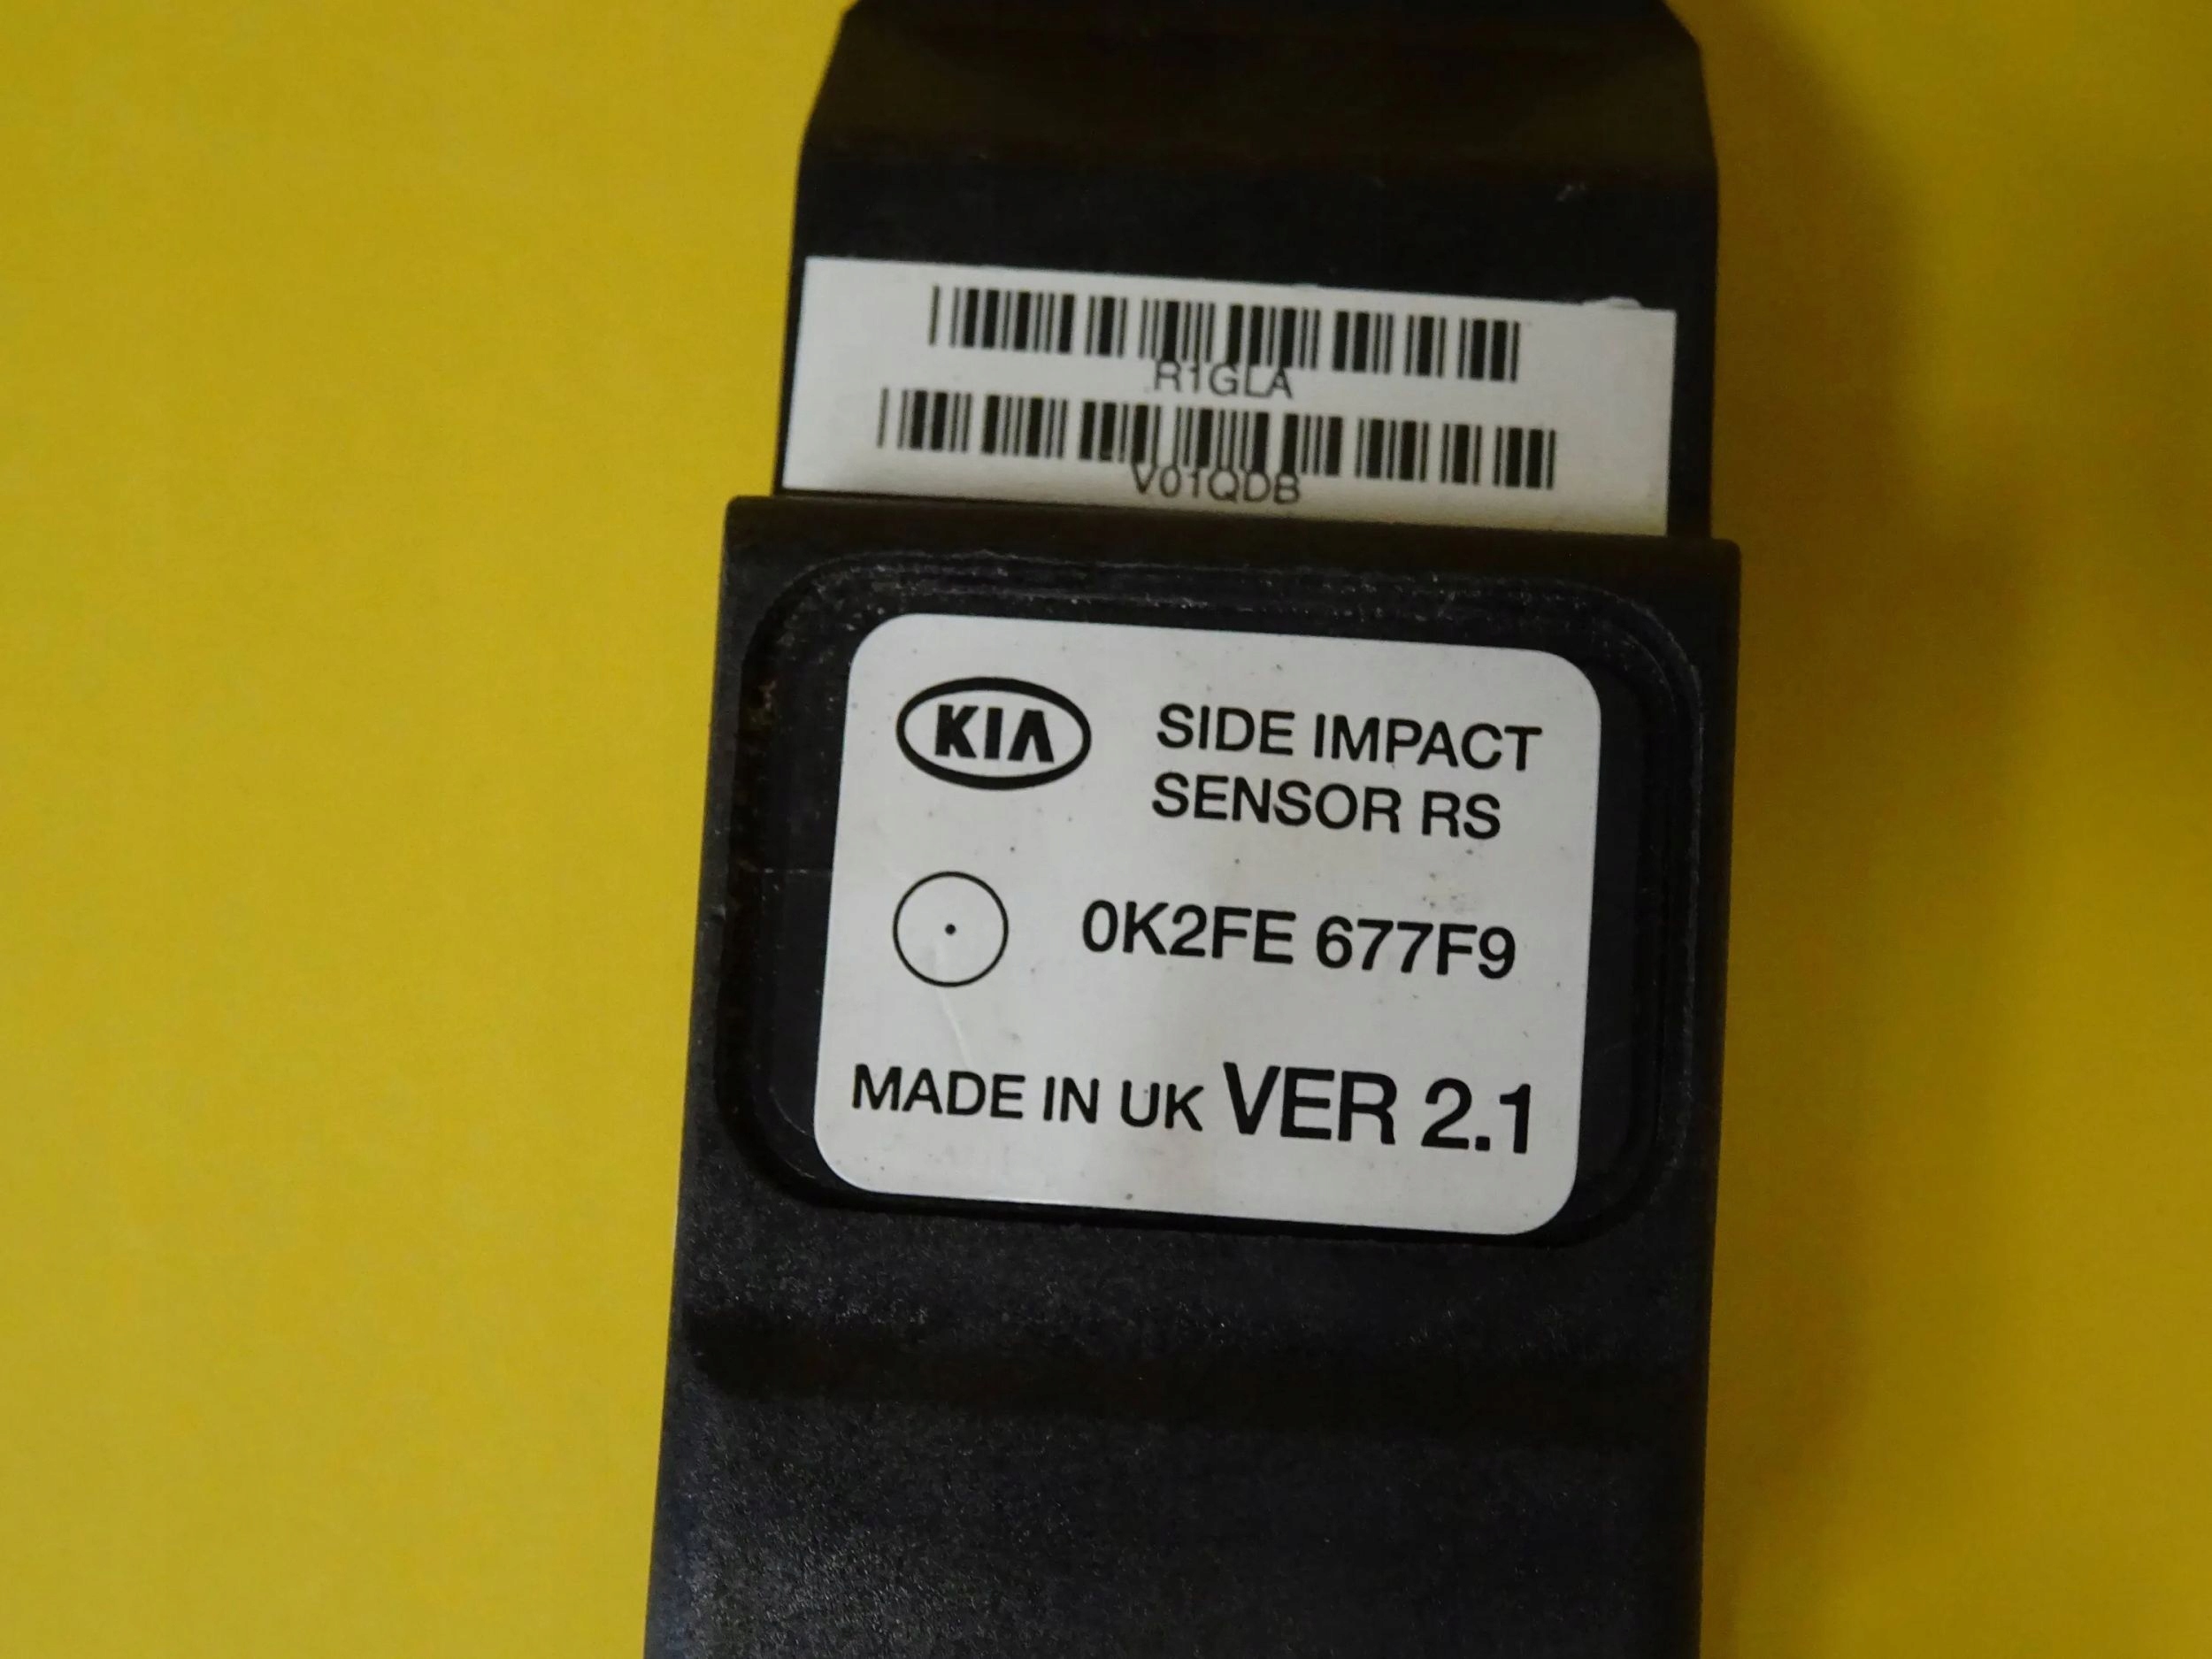 R1GLA
V01QDB
KIA
SIDE IMPACT
SENSOR RS
0K2FE 677F9
MADE IN UK VER 2.1